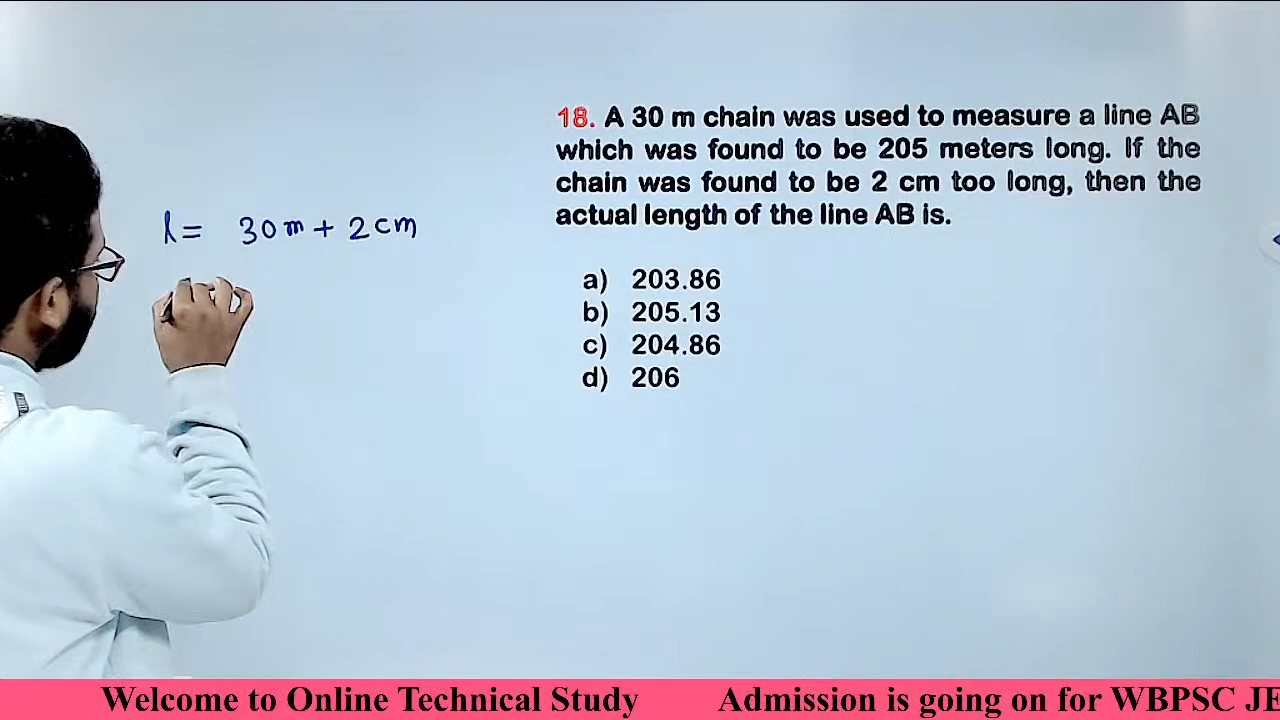 18. A 30 m chain was used to measure a line AB
which was found to be 205 meters long. If the
chain was found to be 2 cm too long, then the
actual length of the line AB is.
l = 30m + 2cm
a) 203.86
b) 205.13
c) 204.86
d) 206
Welcome to Online Technical Study Admission is going on for WBPSC JE